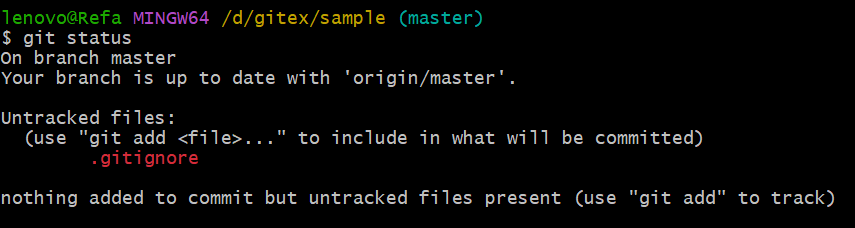 lenovo@Refa MINGW64 /d/gitex/sample (master)
$ git status
On branch master
Your branch is up to date with 'origin/master'.
Untracked files:
(use "git add <file>..." to include in what will be committed)
.gitignore
nothing added to commit but untracked files present (use "git add" to track)